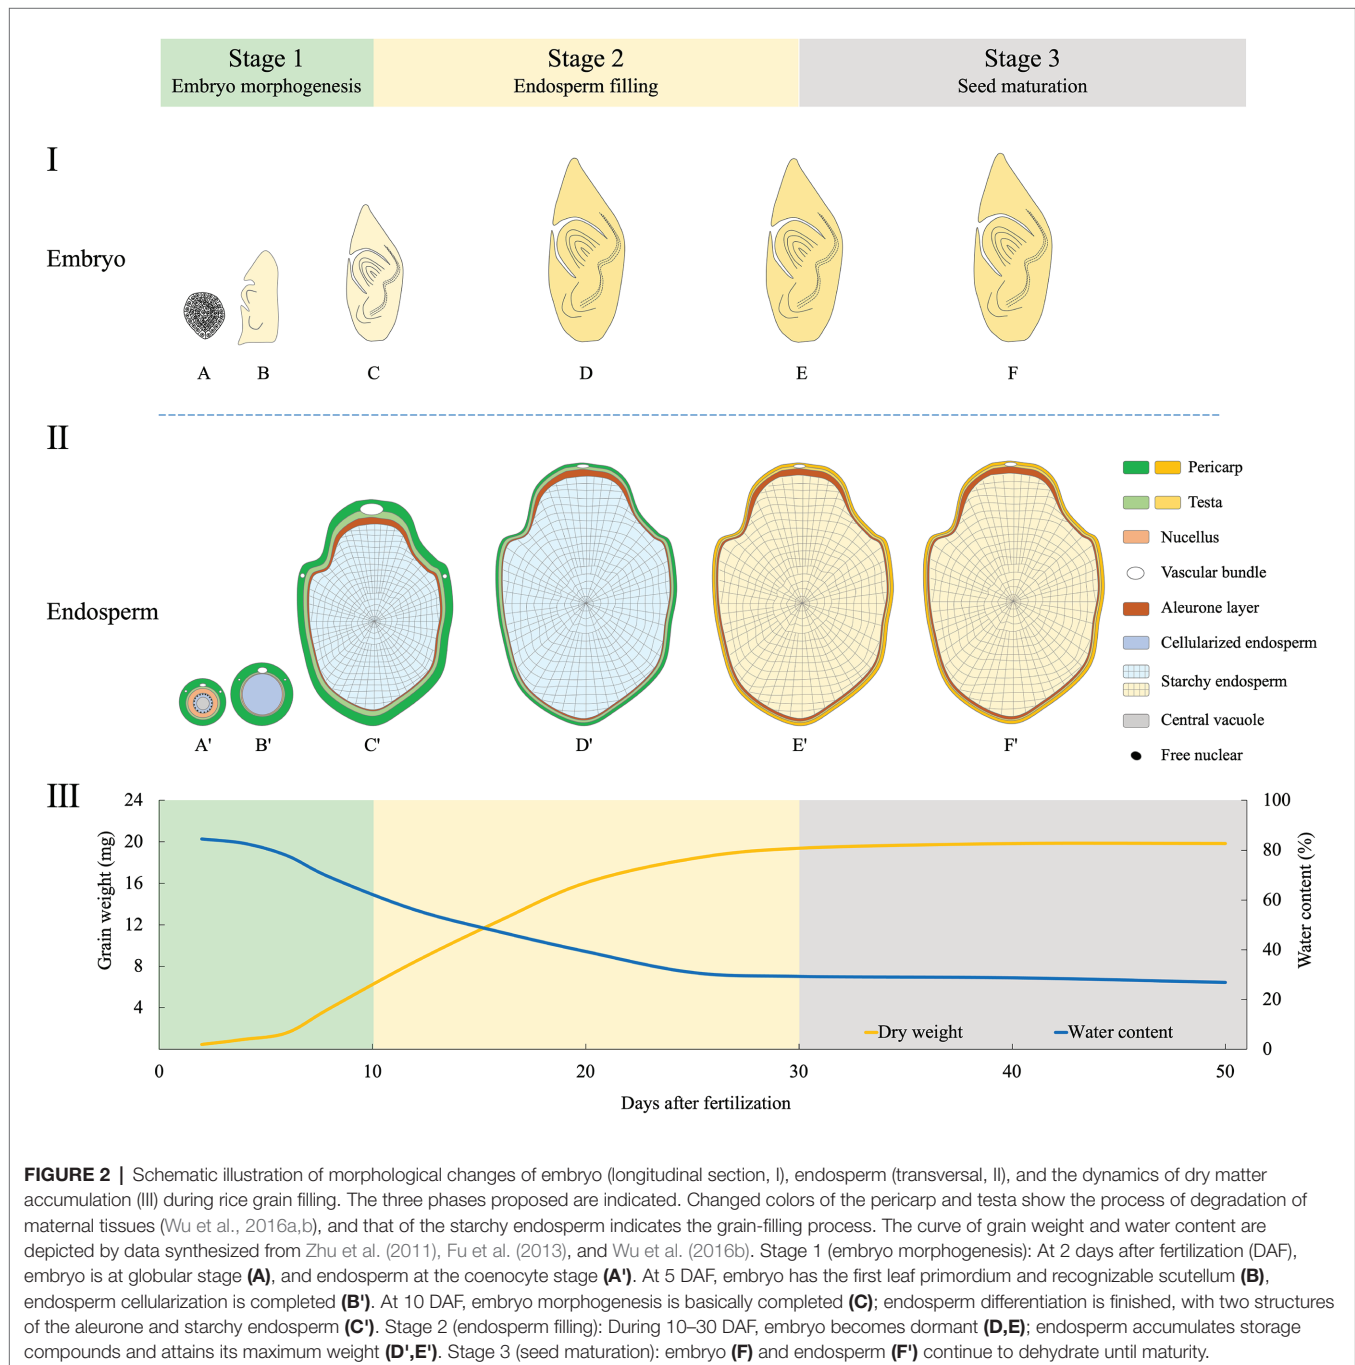 Stage 1
Embryo morphogenesis
Stage 2
Endosperm filling
Stage 3
Seed maturation
I
Embryo
A
B
C
D
E
F
II
Endosperm
A'
B'
C'
D'
E'
F'
Pericarp
Testa
Nucellus
Vascular bundle
Aleurone layer
Cellularized endosperm
Starchy endosperm
Central vacuole
Free nuclear
III
Grain weight (mg)
24
20
16
12
8
4
Water content (%)
100
80
60
40
20
0
Dry weight
Water content
0
10
20
30
40
50
Days after fertilization
FIGURE 2 | Schematic illustration of morphological changes of embryo (longitudinal section, I), endosperm (transversal, II), and the dynamics of dry matter
accumulation (III) during rice grain filling. The three phases proposed are indicated. Changed colors of the pericarp and testa show the process of degradation of
maternal tissues (Wu et al., 2016a,b), and that of the starchy endosperm indicates the grain-filling process. The curve of grain weight and water content are
depicted by data synthesized from Zhu et al. (2011), Fu et al. (2013), and Wu et al. (2016b). Stage 1 (embryo morphogenesis): At 2 days after fertilization (DAF),
embryo is at globular stage (A), and endosperm at the coenocyte stage (A'). At 5 DAF, embryo has the first leaf primordium and recognizable scutellum (B),
endosperm cellularization is completed (B'). At 10 DAF, embryo morphogenesis is basically completed (C); endosperm differentiation is finished, with two structures
of the aleurone and starchy endosperm (C'). Stage 2 (endosperm filling): During 10–30 DAF, embryo becomes dormant (D,E); endosperm accumulates storage
compounds and attains its maximum weight (D',E'). Stage 3 (seed maturation): embryo (F) and endosperm (F') continue to dehydrate until maturity.